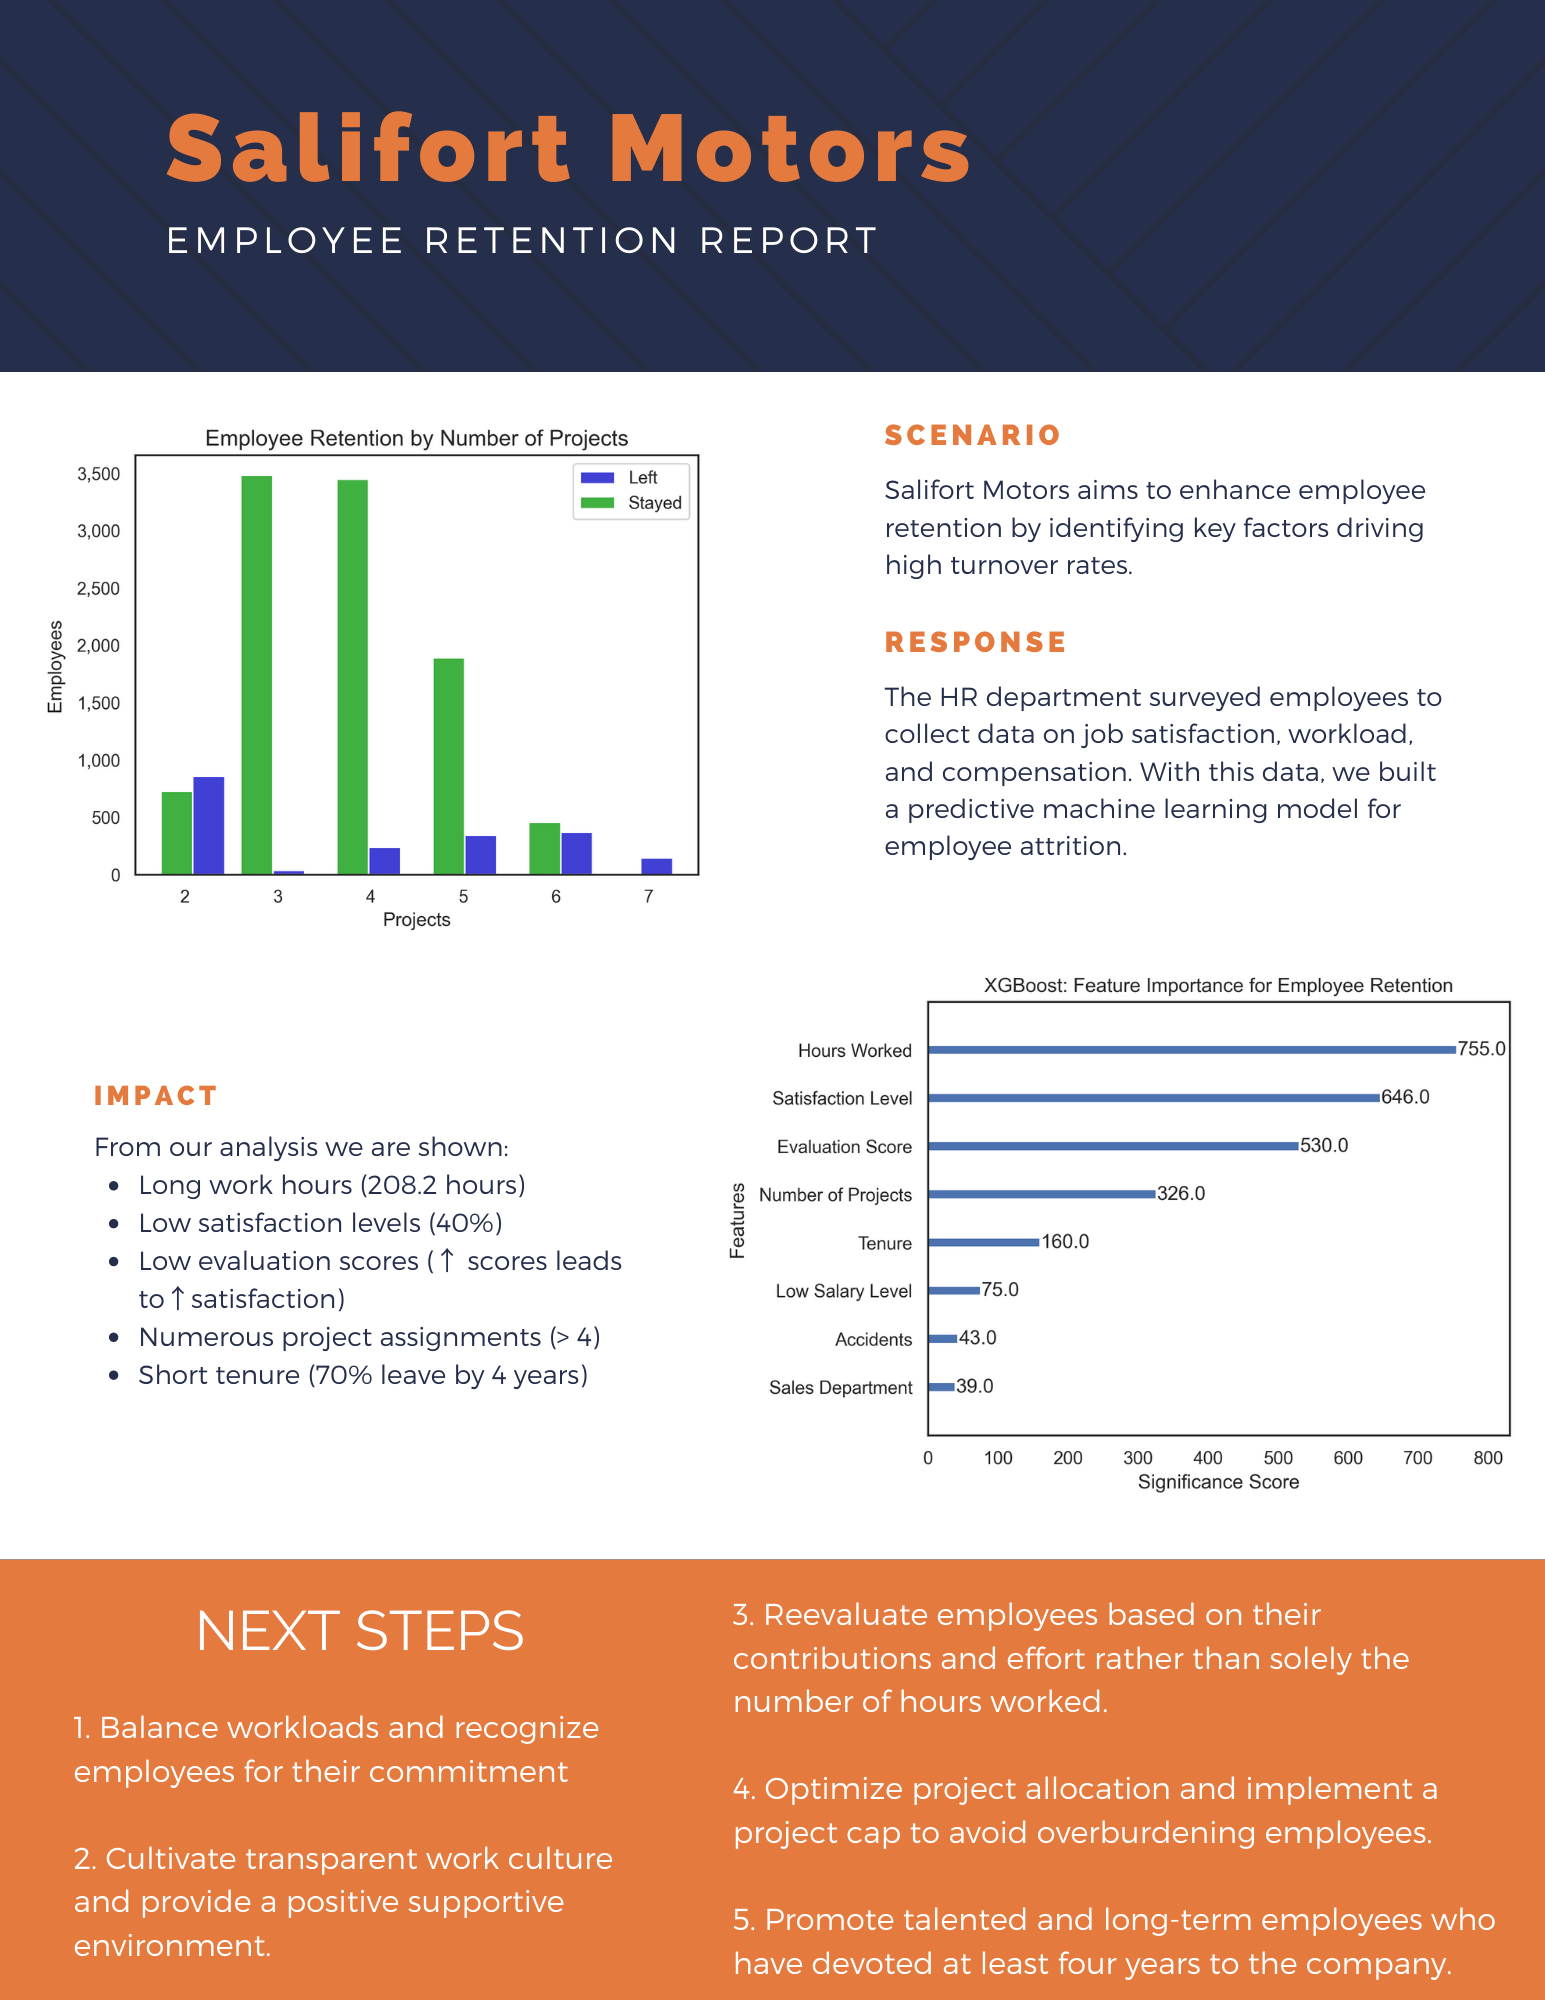 Salifort Motors
EMPLOYEE RETENTION REPORT
Employee Retention by Number of Projects
Left
Stayed
3,500
3,000
2,500
2,000
1,500
1,000
500
0
Employees
2 3 4 5 6 7
Projects
SCENARIO
Salifort Motors aims to enhance employee
retention by identifying key factors driving
high turnover rates.
RESPONSE
The HR department surveyed employees to
collect data on job satisfaction, workload,
and compensation. With this data, we built
a predictive machine learning model for
employee attrition.
IMPACT
From our analysis we are shown:
• Long work hours (208.2 hours)
• Low satisfaction levels (40%)
• Low evaluation scores (↑ scores leads
to ↑ satisfaction)
• Numerous project assignments (> 4)
• Short tenure (70% leave by 4 years)
XGBoost: Feature Importance for Employee Retention
Features
Hours Worked 755.0
Satisfaction Level 646.0
Evaluation Score 530.0
Number of Projects 326.0
Tenure 160.0
Low Salary Level 75.0
Accidents 43.0
Sales Department 39.0
0 100 200 300 400 500 600 700 800
Significance Score
NEXT STEPS
1. Balance workloads and recognize
employees for their commitment
2. Cultivate transparent work culture
and provide a positive supportive
environment.
3. Reevaluate employees based on their
contributions and effort rather than solely the
number of hours worked.
4. Optimize project allocation and implement a
project cap to avoid overburdening employees.
5. Promote talented and long-term employees who
have devoted at least four years to the company.